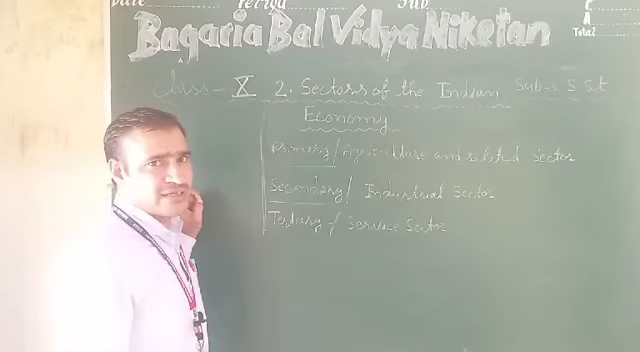 Date Period Sub.
P
A
Total
Bagaria Bal Vidya Niketan
Class - X 2. Sectors of the Indian Sub - S St
Economy
Primary / Agriculture and related Sector
Secondary / Industrial Sector
Tertiary - / Service Sector